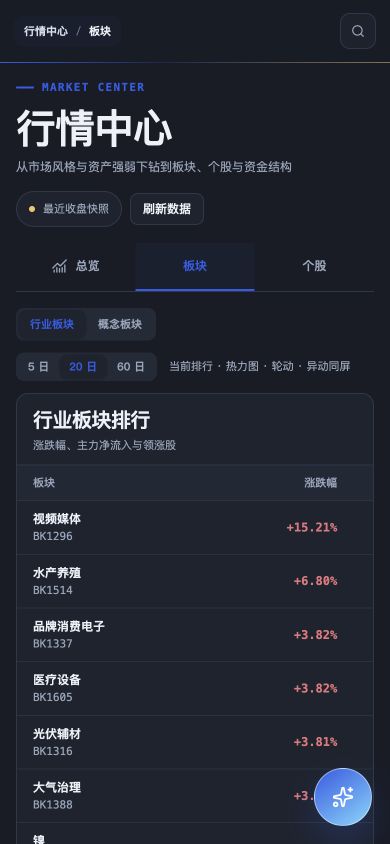 行情中心 / 板块
MARKET CENTER
行情中心
从市场风格与资产强弱下钻到板块、个股与资金结构
最近收盘快照
刷新数据
总览
板块
个股
行业板块
概念板块
5 日
20 日
60 日
当前排行 · 热力图 · 轮动 · 异动同屏
行业板块排行
涨跌幅、主力净流入与领涨股
板块
涨跌幅
视频媒体
+15.21%
BK1296
水产养殖
+6.80%
BK1514
品牌消费电子
+3.82%
BK1337
医疗设备
+3.82%
BK1605
光伏辅材
+3.81%
BK1316
大气治理
+3.
BK1388
镍